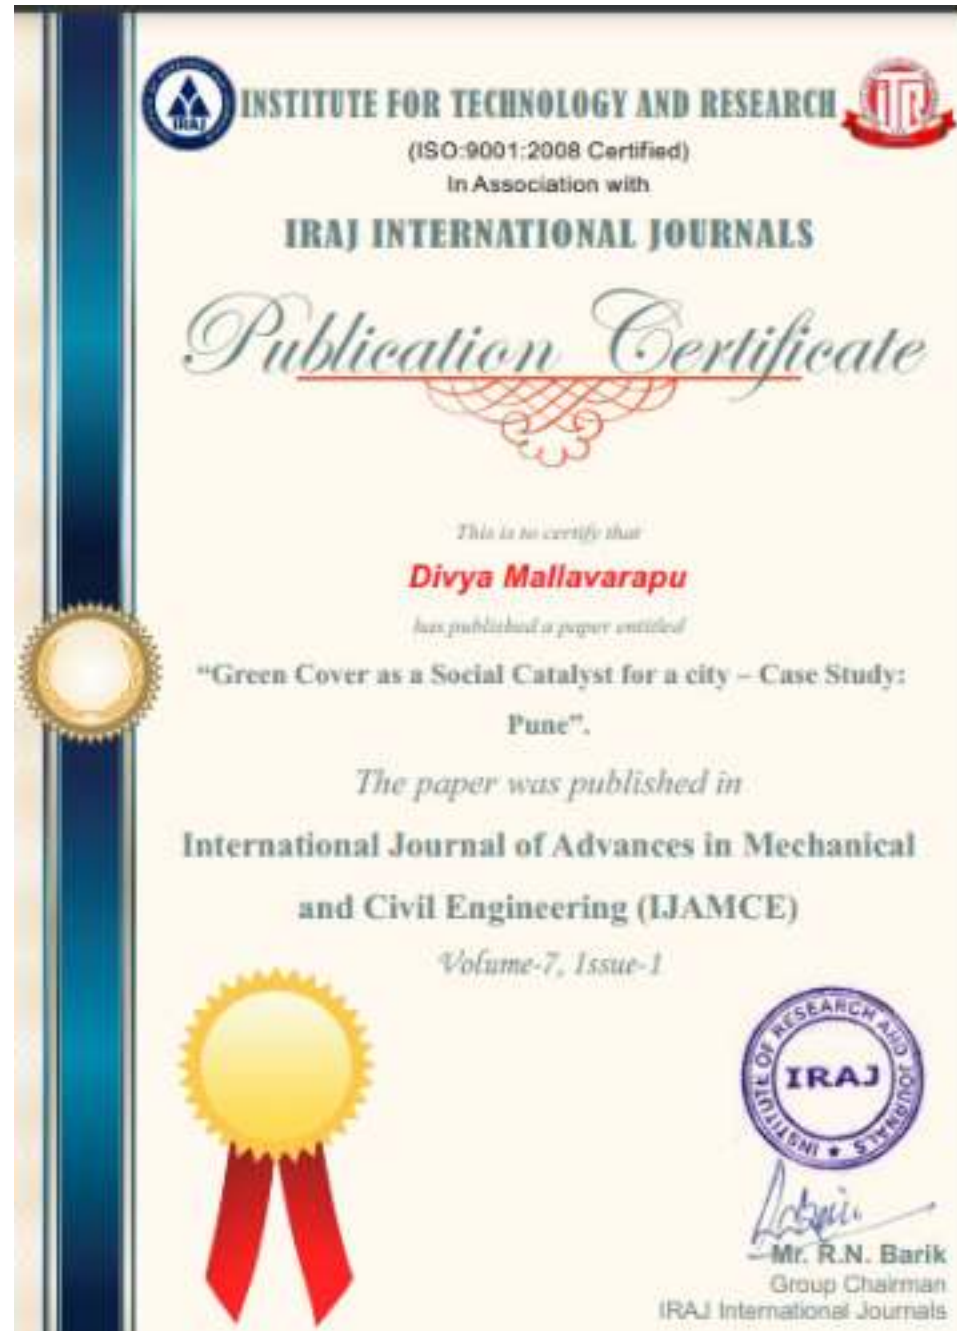 IRAJ
INSTITUTE FOR TECHNOLOGY AND RESEARCH
ITR
(ISO:9001:2008 Certified)
In Association with
IRAJ INTERNATIONAL JOURNALS
Publication Certificate
This is to certify that
Divya Mallavarapu
has published a paper entitled
“Green Cover as a Social Catalyst for a city – Case Study:
Pune”.
The paper was published in
International Journal of Advances in Mechanical
and Civil Engineering (IJAMCE)
Volume-7, Issue-1
INSTITUTE OF RESEARCH AND JOURNALS
IRAJ
Mr. R.N. Barik
Group Chairman
IRAJ International Journals